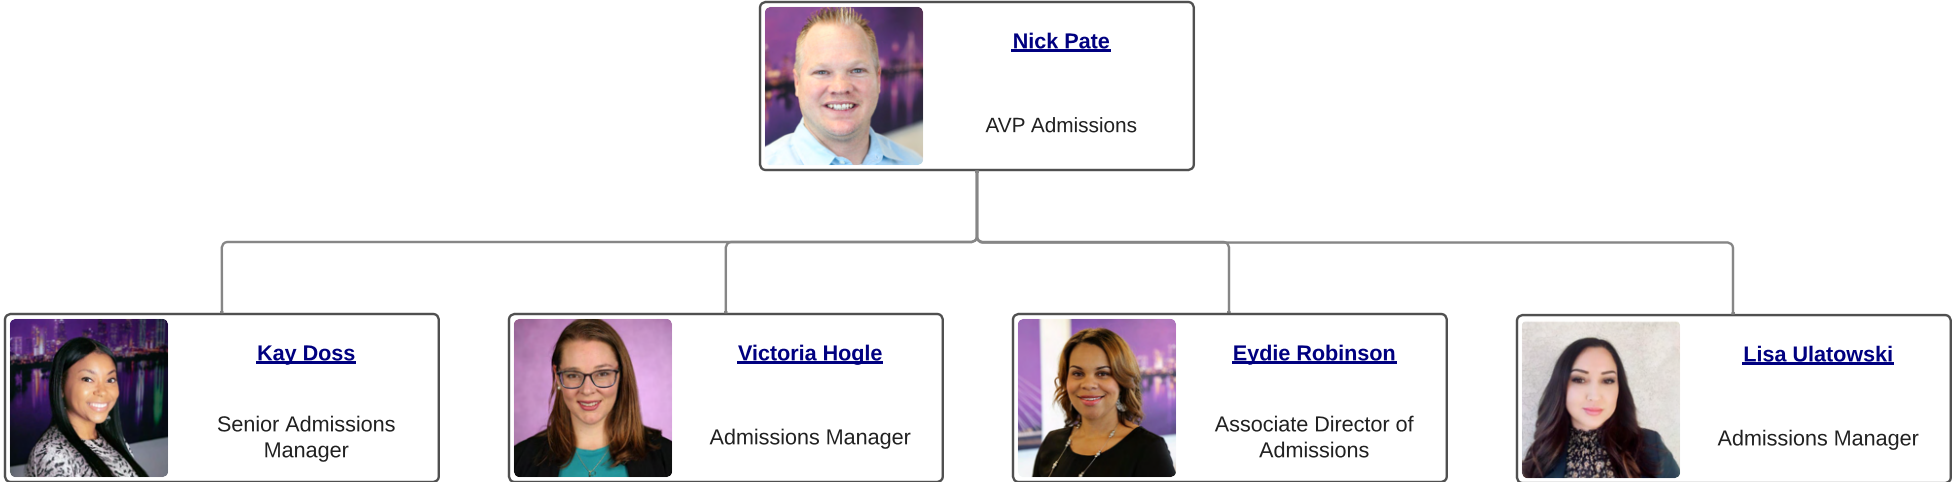 Nick Pate
AVP Admissions
Kay Doss
Senior Admissions
Manager
Victoria Hogle
Admissions Manager
Eydie Robinson
Associate Director of
Admissions
Lisa Ulatowski
Admissions Manager